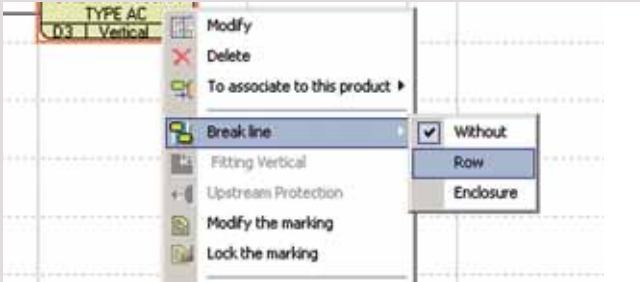 TYPE AC
D3 Vertical
Modify
Delete
To associate to this product
Break line
Without
Fitting Vertical
Row
Upstream Protection
Enclosure
Modify the marking
Lock the marking